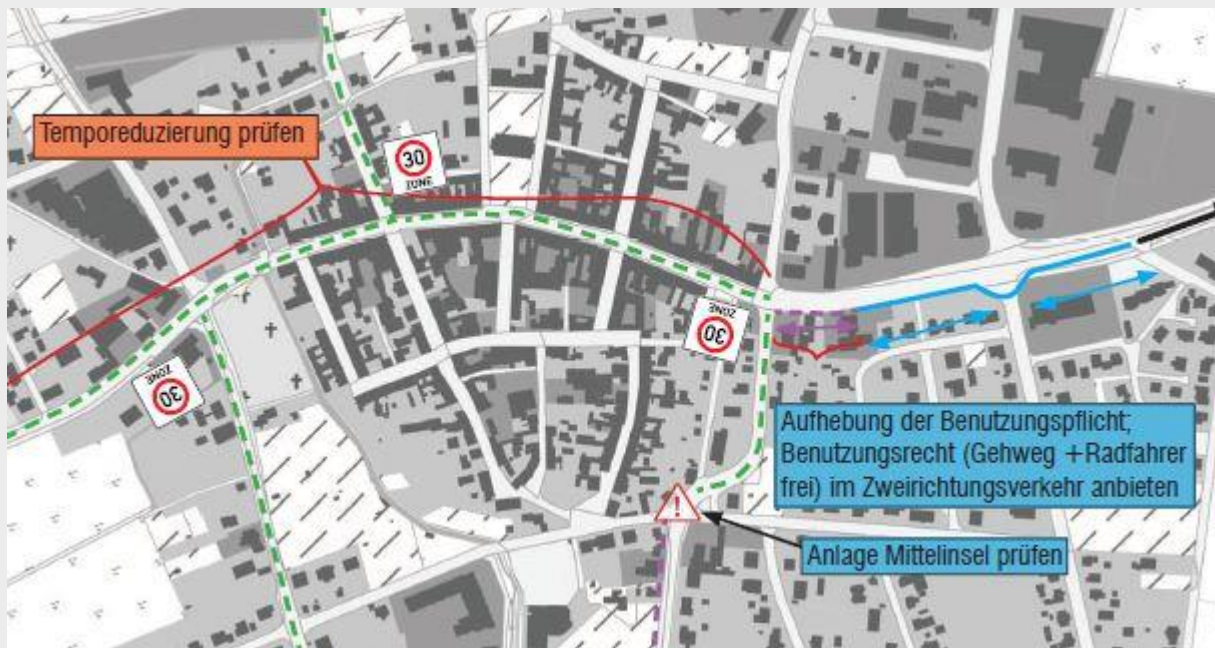 Temporeduzierung prüfen
30
ZONE
30
ZONE
30
ZONE
Aufhebung der Benutzungspflicht;
Benutzungsrecht (Gehweg +Radfahrer
frei) im Zweirichtungsverkehr anbieten
!
Anlage Mittelinsel prüfen